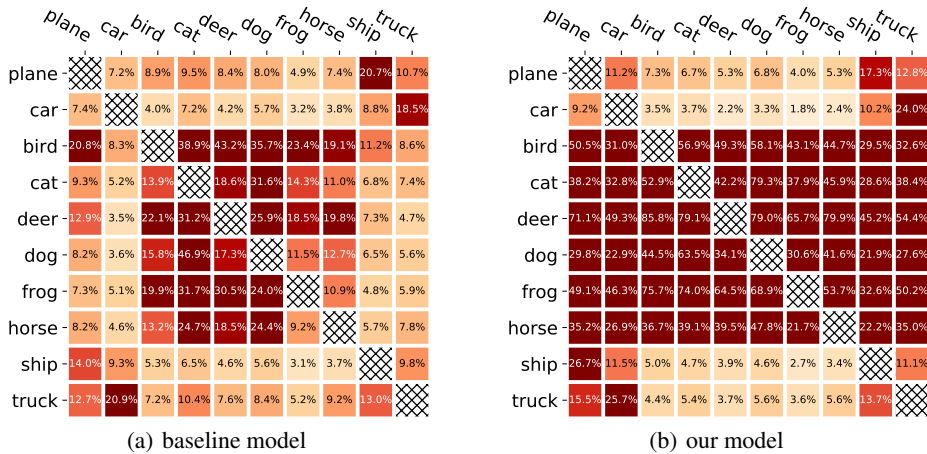 plane car bird cat deer dog frog horse ship truck
plane 7.2% 8.9% 9.5% 8.4% 8.0% 4.9% 7.4% 20.7% 10.7%
car 7.4% 4.0% 7.2% 4.2% 5.7% 3.2% 3.8% 8.8% 18.5%
bird 20.8% 8.3% 38.9% 43.2% 35.7% 23.4% 19.1% 11.2% 8.6%
cat 9.3% 5.2% 13.9% 18.6% 31.6% 14.3% 11.0% 6.8% 7.4%
deer 12.9% 3.5% 22.1% 31.2% 25.9% 18.5% 19.8% 7.3% 4.7%
dog 8.2% 3.6% 15.8% 46.9% 17.3% 11.5% 12.7% 6.5% 5.6%
frog 7.3% 5.1% 19.9% 31.7% 30.5% 24.0% 10.9% 4.8% 5.9%
horse 8.2% 4.6% 13.2% 24.7% 18.5% 24.4% 9.2% 5.7% 7.8%
ship 14.0% 9.3% 5.3% 6.5% 4.6% 5.6% 3.1% 3.7% 9.8%
truck 12.7% 20.9% 7.2% 10.4% 7.6% 8.4% 5.2% 9.2% 13.0%
(a) baseline model
plane car bird cat deer dog frog horse ship truck
plane 11.2% 7.3% 6.7% 5.3% 6.8% 4.0% 5.3% 17.3% 12.8%
car 9.2% 3.5% 3.7% 2.2% 3.3% 1.8% 2.4% 10.2% 24.0%
bird 50.5% 31.0% 56.9% 49.3% 58.1% 43.1% 44.7% 29.5% 32.6%
cat 38.2% 32.8% 52.9% 42.2% 79.3% 37.9% 45.9% 28.6% 38.4%
deer 71.1% 49.3% 85.8% 79.1% 79.0% 65.7% 79.9% 45.2% 54.4%
dog 29.8% 22.9% 44.5% 63.5% 34.1% 30.6% 41.6% 21.9% 27.6%
frog 49.1% 46.3% 75.7% 74.0% 64.5% 68.9% 53.7% 32.6% 50.2%
horse 35.2% 26.9% 36.7% 39.1% 39.5% 47.8% 21.7% 22.2% 35.0%
ship 26.7% 11.5% 5.0% 4.7% 3.9% 4.6% 2.7% 3.4% 11.1%
truck 15.5% 25.7% 4.4% 5.4% 3.7% 5.6% 3.6% 5.6% 13.7%
(b) our model